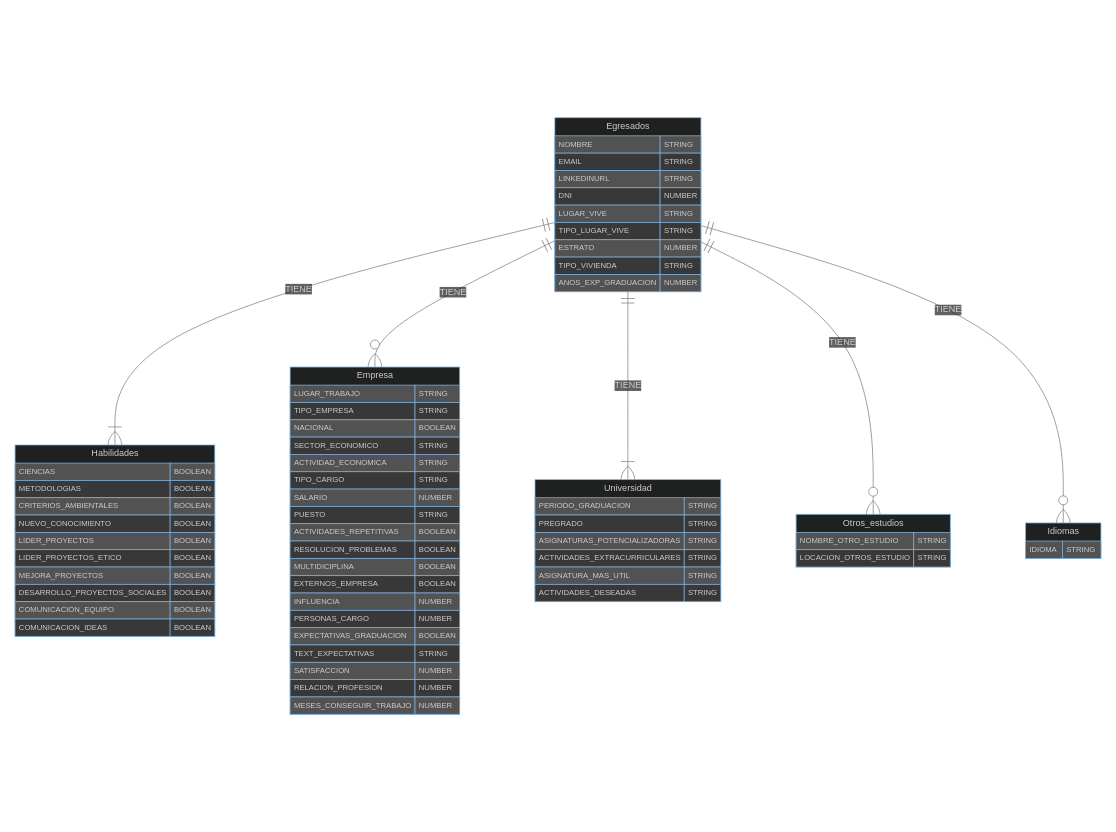 Egresados
NOMBRE STRING
EMAIL STRING
LINKEDINURL STRING
DNI NUMBER
LUGAR_VIVE STRING
TIPO_LUGAR_VIVE STRING
ESTRATO NUMBER
TIPO_VIVIENDA STRING
ANOS_EXP_GRADUACION NUMBER
TIENE
TIENE
TIENE
TIENE
TIENE
Habilidades
CIENCIAS BOOLEAN
METODOLOGIAS BOOLEAN
CRITERIOS_AMBIENTALES BOOLEAN
NUEVO_CONOCIMIENTO BOOLEAN
LIDER_PROYECTOS BOOLEAN
LIDER_PROYECTOS_ETICO BOOLEAN
MEJORA_PROYECTOS BOOLEAN
DESARROLLO_PROYECTOS_SOCIALES BOOLEAN
COMUNICACION_EQUIPO BOOLEAN
COMUNICACION_IDEAS BOOLEAN
Empresa
LUGAR_TRABAJO STRING
TIPO_EMPRESA STRING
NACIONAL BOOLEAN
SECTOR_ECONOMICO STRING
ACTIVIDAD_ECONOMICA STRING
TIPO_CARGO STRING
SALARIO NUMBER
PUESTO STRING
ACTIVIDADES_REPETITIVAS BOOLEAN
RESOLUCION_PROBLEMAS BOOLEAN
MULTIDICIPLINA BOOLEAN
EXTERNOS_EMPRESA BOOLEAN
INFLUENCIA NUMBER
PERSONAS_CARGO NUMBER
EXPECTATIVAS_GRADUACION BOOLEAN
TEXT_EXPECTATIVAS STRING
SATISFACCION NUMBER
RELACION_PROFESION NUMBER
MESES_CONSEGUIR_TRABAJO NUMBER
Universidad
PERIODO_GRADUACION STRING
PREGRADO STRING
ASIGNATURAS_POTENCIALIZADORAS STRING
ACTIVIDADES_EXTRACURRICULARES STRING
ASIGNATURA_MAS_UTIL STRING
ACTIVIDADES_DESEADAS STRING
Otros_estudios
NOMBRE_OTRO_ESTUDIO STRING
LOCACION_OTROS_ESTUDIO STRING
Idiomas
IDIOMA STRING